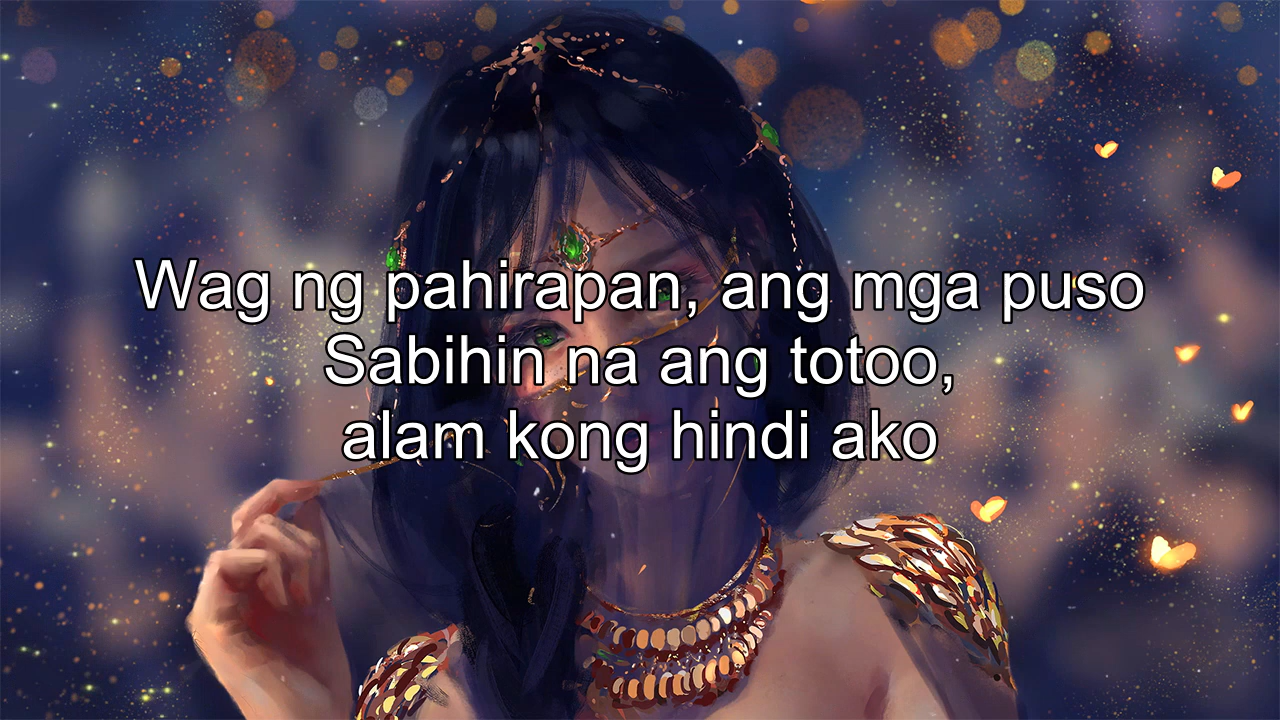 Wag ng pahirapan, ang mga puso
Sabihin na ang totoo,
alam kong hindi ako